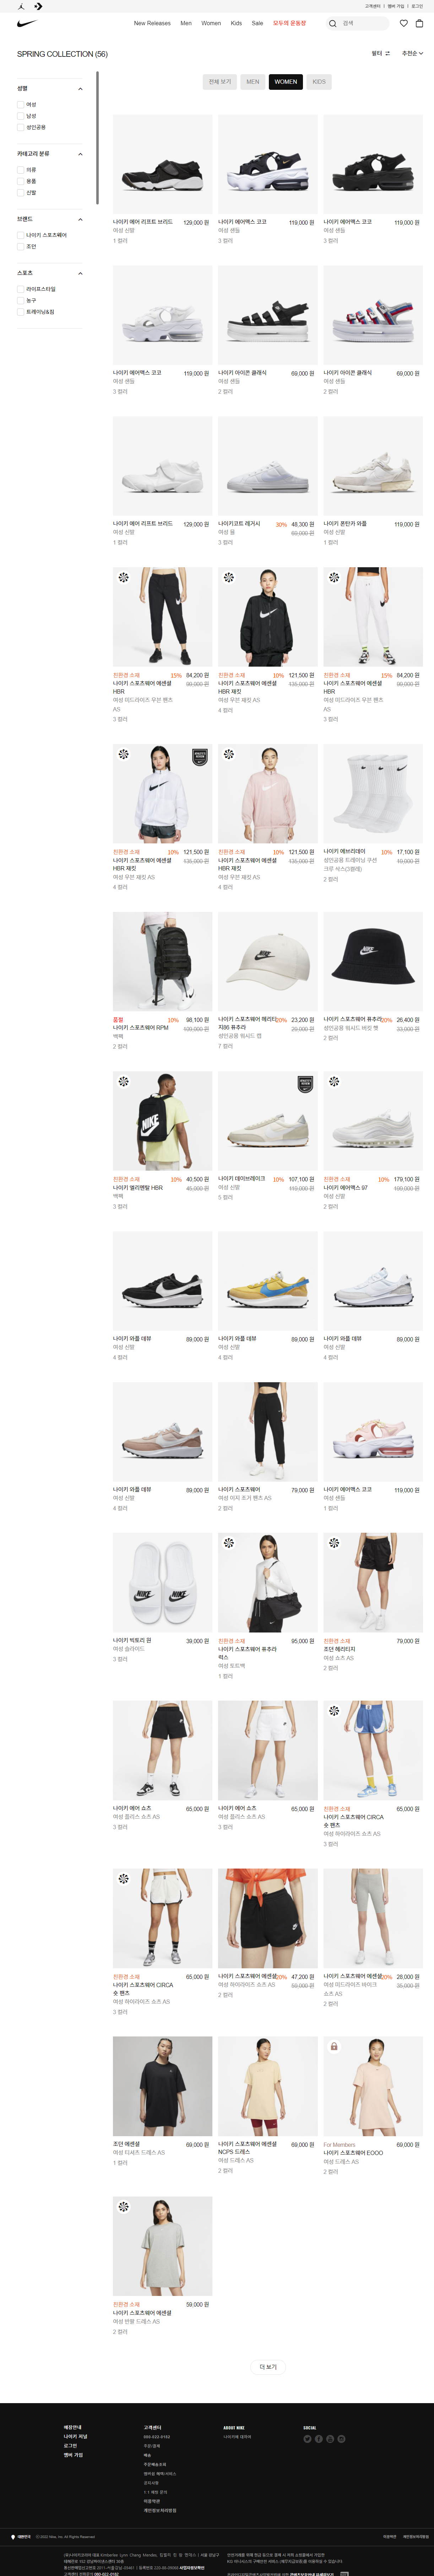 고객센터 | 멤버 가입 | 로그인
New Releases Men Women Kids Sale 모두의 운동장
검색
SPRING COLLECTION (56)
필터
추천순
전체 보기 MEN WOMEN KIDS
성별
여성
남성
성인공용
카테고리 분류
의류
용품
신발
브랜드
나이키 스포츠웨어
조던
스포츠
라이프스타일
농구
트레이닝&짐
나이키 에어 리프트 브리드 129,000 원
여성 신발
1 컬러
나이키 에어맥스 코코 119,000 원
여성 샌들
3 컬러
나이키 에어맥스 코코 119,000 원
여성 샌들
3 컬러
나이키 에어맥스 코코 119,000 원
여성 샌들
3 컬러
나이키 아이콘 클래식 69,000 원
여성 샌들
2 컬러
나이키 아이콘 클래식 69,000 원
여성 샌들
2 컬러
나이키 에어 리프트 브리드 129,000 원
여성 신발
1 컬러
나이키코트 레거시 30% 48,300 원
여성 뮬 69,000 원
3 컬러
나이키 폰탄카 와플 119,000 원
여성 신발
1 컬러
친환경 소재 15% 84,200 원
나이키 스포츠웨어 에센셜 99,000 원
HBR
여성 미드라이즈 우븐 팬츠
AS
3 컬러
친환경 소재 10% 121,500 원
나이키 스포츠웨어 에센셜 135,000 원
HBR 재킷
여성 우븐 재킷 AS
4 컬러
친환경 소재 15% 84,200 원
나이키 스포츠웨어 에센셜 99,000 원
HBR
여성 미드라이즈 우븐 팬츠
AS
3 컬러
친환경 소재 10% 121,500 원
나이키 스포츠웨어 에센셜 135,000 원
HBR 재킷
여성 우븐 재킷 AS
4 컬러
친환경 소재 10% 121,500 원
나이키 스포츠웨어 에센셜 135,000 원
HBR 재킷
여성 우븐 재킷 AS
4 컬러
나이키 에브리데이 10% 17,100 원
성인공용 트레이닝 쿠션 19,000 원
크루 삭스(3켤레)
2 컬러
품절 10% 98,100 원
나이키 스포츠웨어 RPM 109,000 원
백팩
2 컬러
나이키 스포츠웨어 헤리티 20% 23,200 원
지86 퓨추라 29,000 원
성인공용 워시드 캡
7 컬러
나이키 스포츠웨어 퓨추라 20% 26,400 원
성인공용 워시드 버킷 햇 33,000 원
2 컬러
친환경 소재 10% 40,500 원
나이키 엘리멘탈 HBR 45,000 원
백팩
3 컬러
나이키 데이브레이크 10% 107,100 원
여성 신발 119,000 원
5 컬러
친환경 소재 10% 179,100 원
나이키 에어맥스 97 199,000 원
여성 신발
2 컬러
나이키 와플 데뷰 89,000 원
여성 신발
4 컬러
나이키 와플 데뷰 89,000 원
여성 신발
4 컬러
나이키 와플 데뷰 89,000 원
여성 신발
4 컬러
나이키 와플 데뷰 89,000 원
여성 신발
4 컬러
나이키 스포츠웨어 79,000 원
여성 이지 조거 팬츠 AS
2 컬러
나이키 에어맥스 코코 119,000 원
여성 샌들
1 컬러
나이키 빅토리 원 39,000 원
여성 슬라이드
3 컬러
친환경 소재 95,000 원
나이키 스포츠웨어 퓨추라
럭스
여성 토트백
1 컬러
친환경 소재 79,000 원
조던 헤리티지
여성 쇼츠 AS
2 컬러
나이키 에어 쇼츠 65,000 원
여성 플리스 쇼츠 AS
3 컬러
나이키 에어 쇼츠 65,000 원
여성 플리스 쇼츠 AS
3 컬러
친환경 소재 65,000 원
나이키 스포츠웨어 CIRCA
숏 팬츠
여성 하이라이즈 쇼츠 AS
3 컬러
친환경 소재 65,000 원
나이키 스포츠웨어 CIRCA
숏 팬츠
여성 하이라이즈 쇼츠 AS
3 컬러
나이키 스포츠웨어 에센셜 20% 47,200 원
여성 하이라이즈 쇼츠 AS 59,000 원
2 컬러
나이키 스포츠웨어 에센셜 20% 28,000 원
여성 미드라이즈 바이크 35,000 원
쇼츠 AS
2 컬러
조던 에센셜 69,000 원
여성 티셔츠 드레스 AS
1 컬러
나이키 스포츠웨어 에센셜 69,000 원
NCPS 드레스
여성 드레스 AS
2 컬러
For Members 69,000 원
나이키 스포츠웨어 EOOO
여성 드레스 AS
2 컬러
친환경 소재 59,000 원
나이키 스포츠웨어 에센셜
여성 반팔 드레스 AS
2 컬러
더 보기
매장안내
나이키 저널
로그인
멤버 가입
고객센터
080-022-0182
주문/결제
배송
주문배송조회
멤버쉽 혜택/서비스
공지사항
1:1 채팅 문의
이용약관
개인정보처리방침
ABOUT NIKE
나이키에 대하여
SOCIAL
대한민국
이용약관 개인정보처리방침